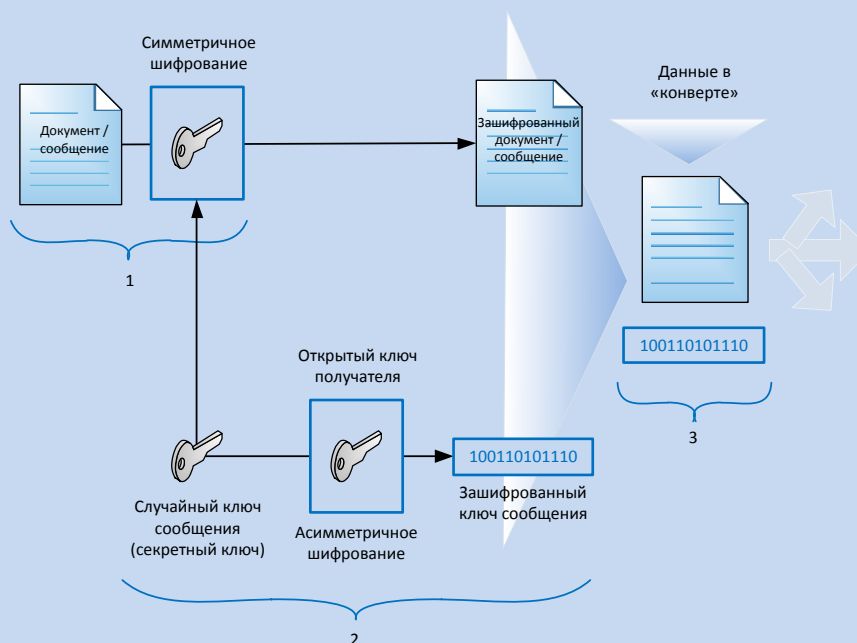 Симметричное
шифрование
Документ /
сообщение
Зашифрованный
документ /
сообщение
Данные в
«конверте»
1
Открытый ключ
получателя
100110101110
3
100110101110
Случайный ключ
сообщения
(секретный ключ)
Асимметричное
шифрование
Зашифрованный
ключ сообщения
2